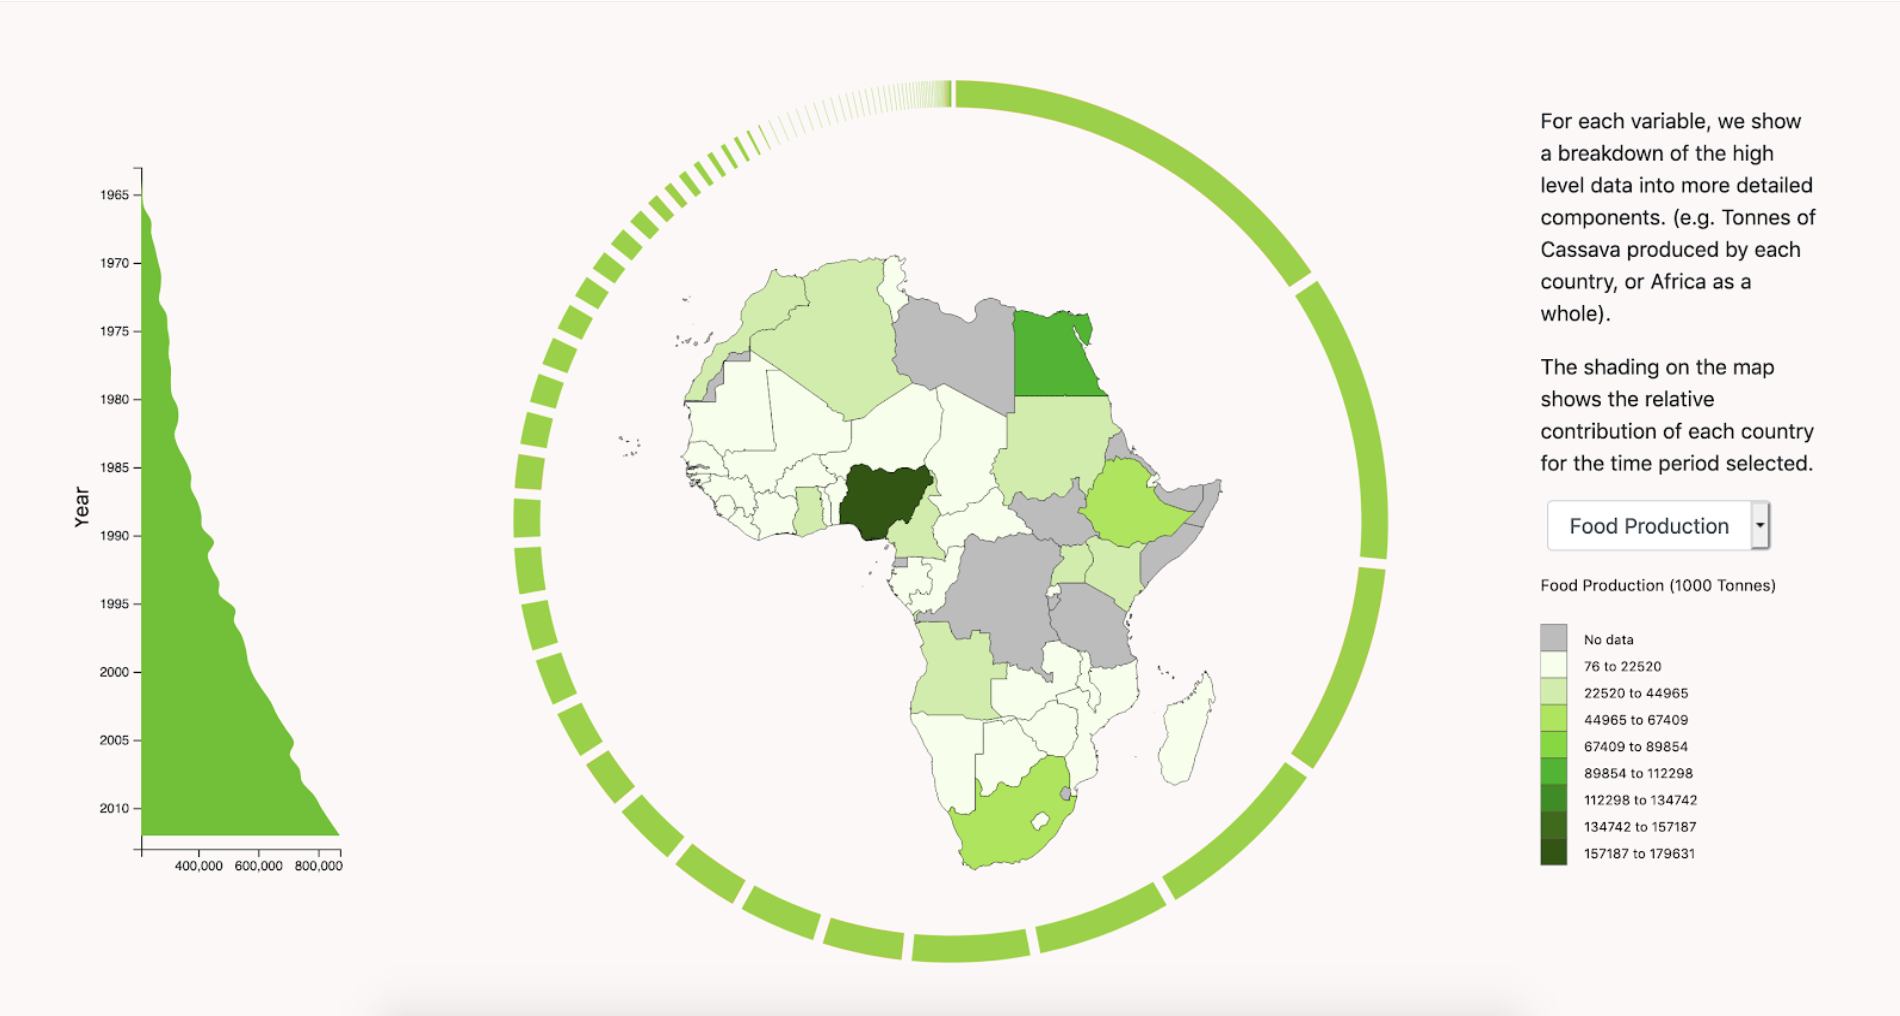 For each variable, we show
a breakdown of the high
level data into more detailed
components. (e.g. Tonnes of
Cassava produced by each
country, or Africa as a
whole).
The shading on the map
shows the relative
contribution of each country
for the time period selected.
Food Production
Food Production (1000 Tonnes)
No data
76 to 22520
22520 to 44965
44965 to 67409
67409 to 89854
89854 to 112298
112298 to 134742
134742 to 157187
157187 to 179631
Year
1965
1970
1975
1980
1985
1990
1995
2000
2005
2010
400,000 600,000 800,000